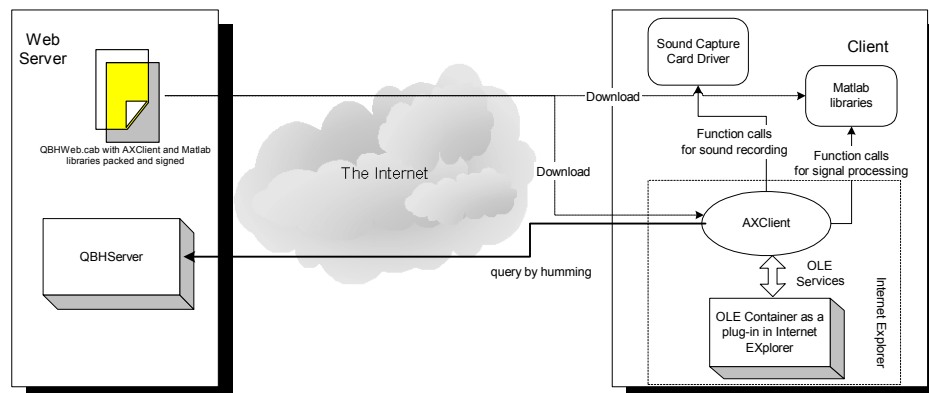 Web
Server
QBHWeb.cab with AXClient and Matlab
libraries packed and signed
QBHServer
The Internet
Download
Download
query by humming
Client
Sound Capture
Card Driver
Matlab
libraries
Function calls
for sound recording
Function calls
for signal processing
AXClient
OLE
Services
OLE Container as a
plug-in in Internet
EXplorer
Internet Explorer